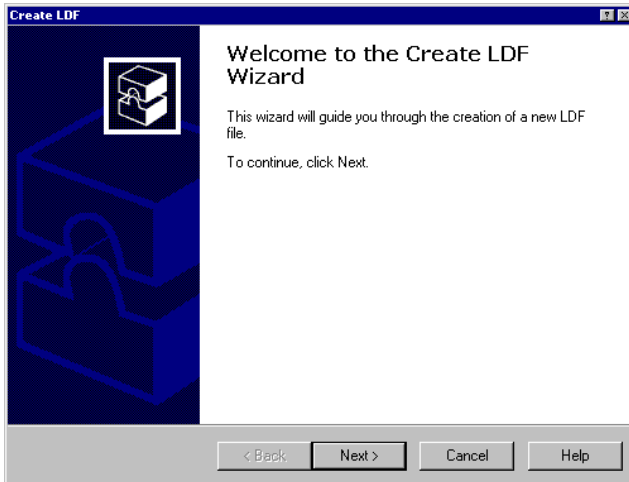 Create LDF
Welcome to the Create LDF
Wizard
This wizard will guide you through the creation of a new LDF
file.
To continue, click Next.
< Back Next > Cancel Help